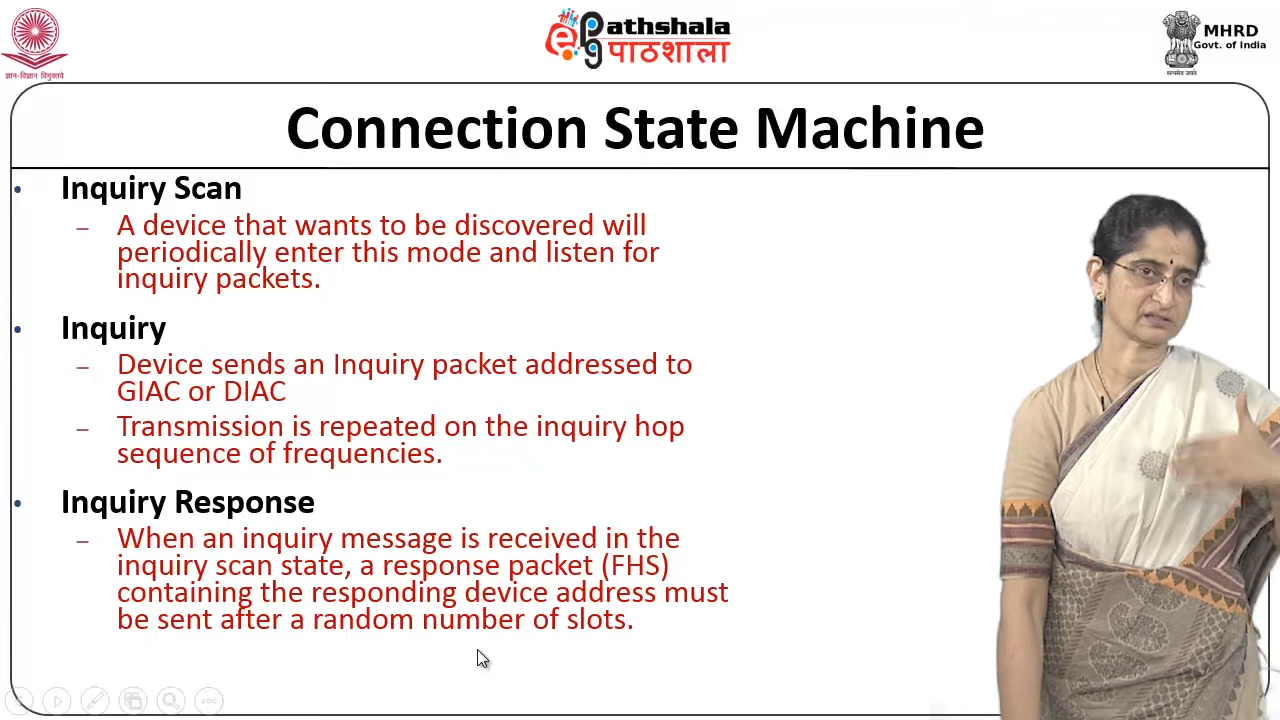 ज्ञान-विज्ञान विमुक्तये
epathshala
पाठशाला
MHRD
Govt. of India
सत्यमेव जयते
Connection State Machine
• Inquiry Scan
– A device that wants to be discovered will
periodically enter this mode and listen for
inquiry packets.
• Inquiry
– Device sends an Inquiry packet addressed to
GIAC or DIAC
– Transmission is repeated on the inquiry hop
sequence of frequencies.
• Inquiry Response
– When an inquiry message is received in the
inquiry scan state, a response packet (FHS)
containing the responding device address must
be sent after a random number of slots.